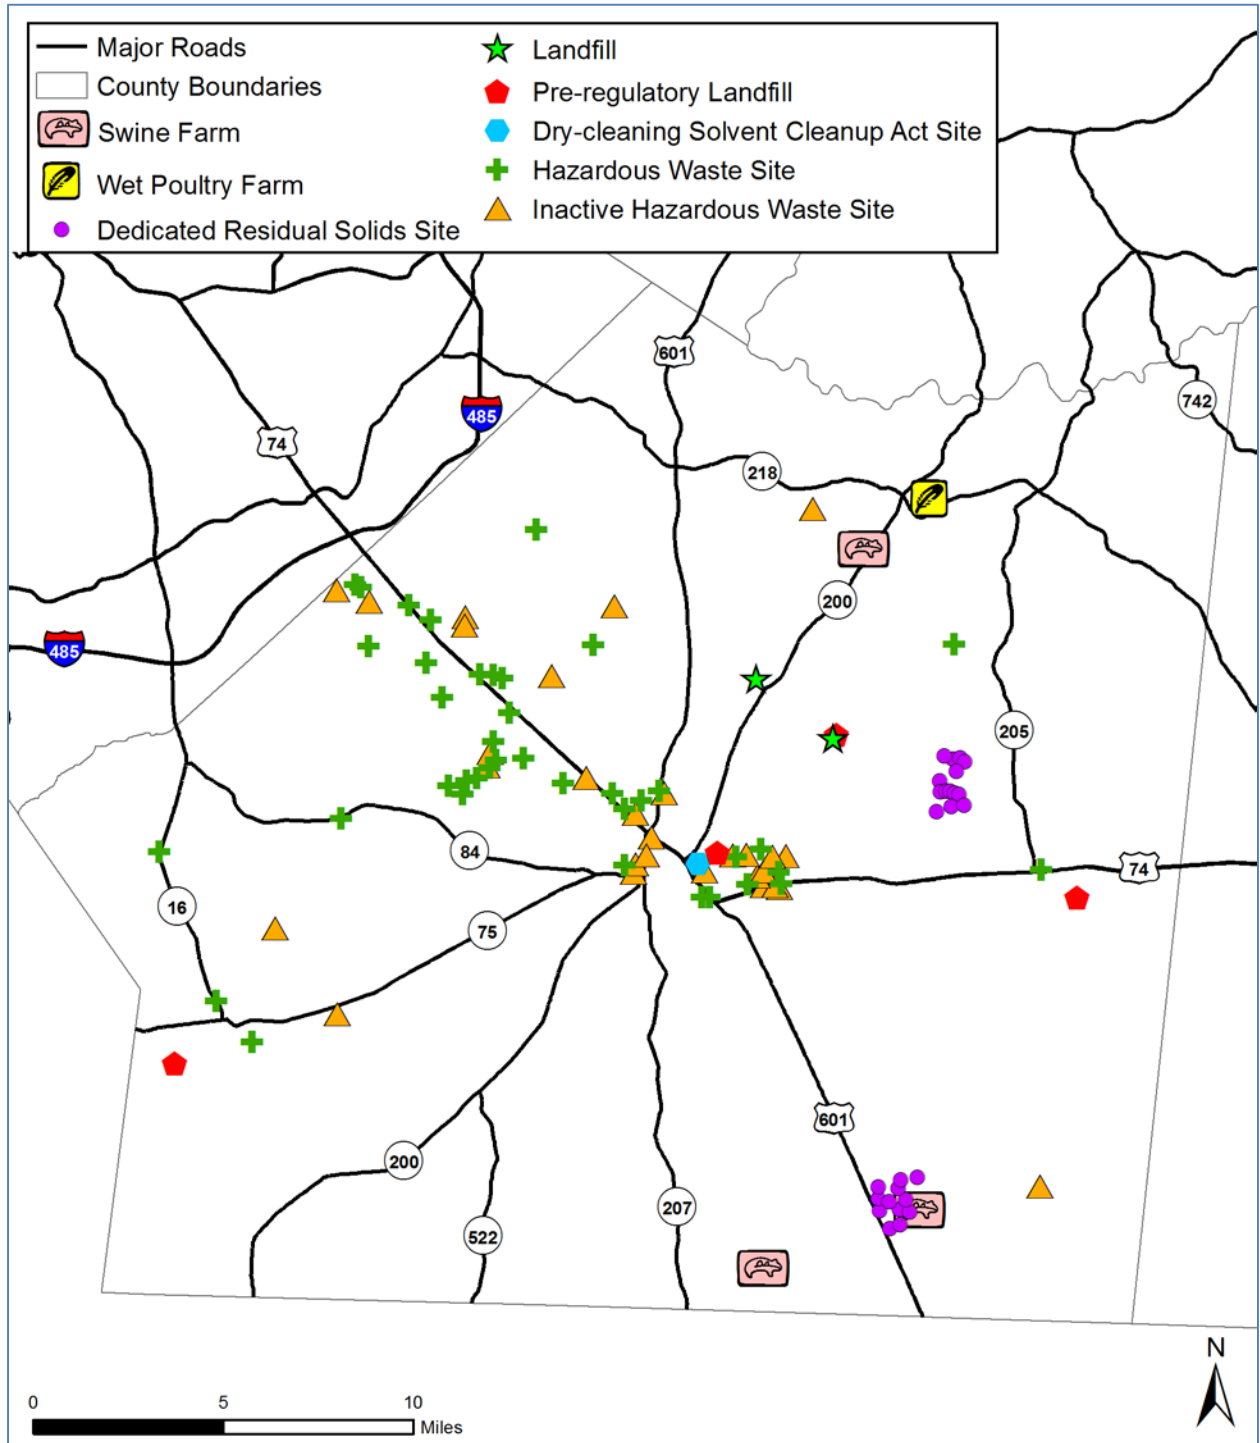 Major Roads
County Boundaries
Swine Farm
Wet Poultry Farm
Dedicated Residual Solids Site
Landfill
Pre-regulatory Landfill
Dry-cleaning Solvent Cleanup Act Site
Hazardous Waste Site
Inactive Hazardous Waste Site
601
485
742
74
218
200
485
205
84
74
16
75
601
200
207
522
N
0 5 10
Miles